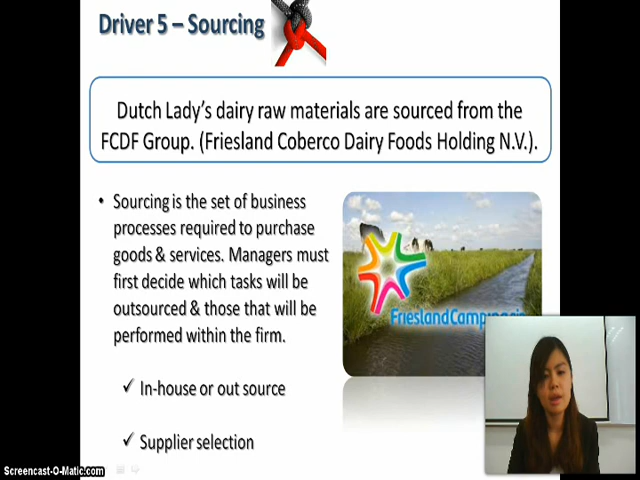 Driver 5 – Sourcing
Dutch Lady's dairy raw materials are sourced from the
FCDF Group. (Friesland Coberco Dairy Foods Holding N.V.).
• Sourcing is the set of business
processes required to purchase
goods & services. Managers must
first decide which tasks will be
outsourced & those that will be
performed within the firm.
FrieslandCampina
✓ In-house or out source
✓ Supplier selection
Screencast-O-Matic.com